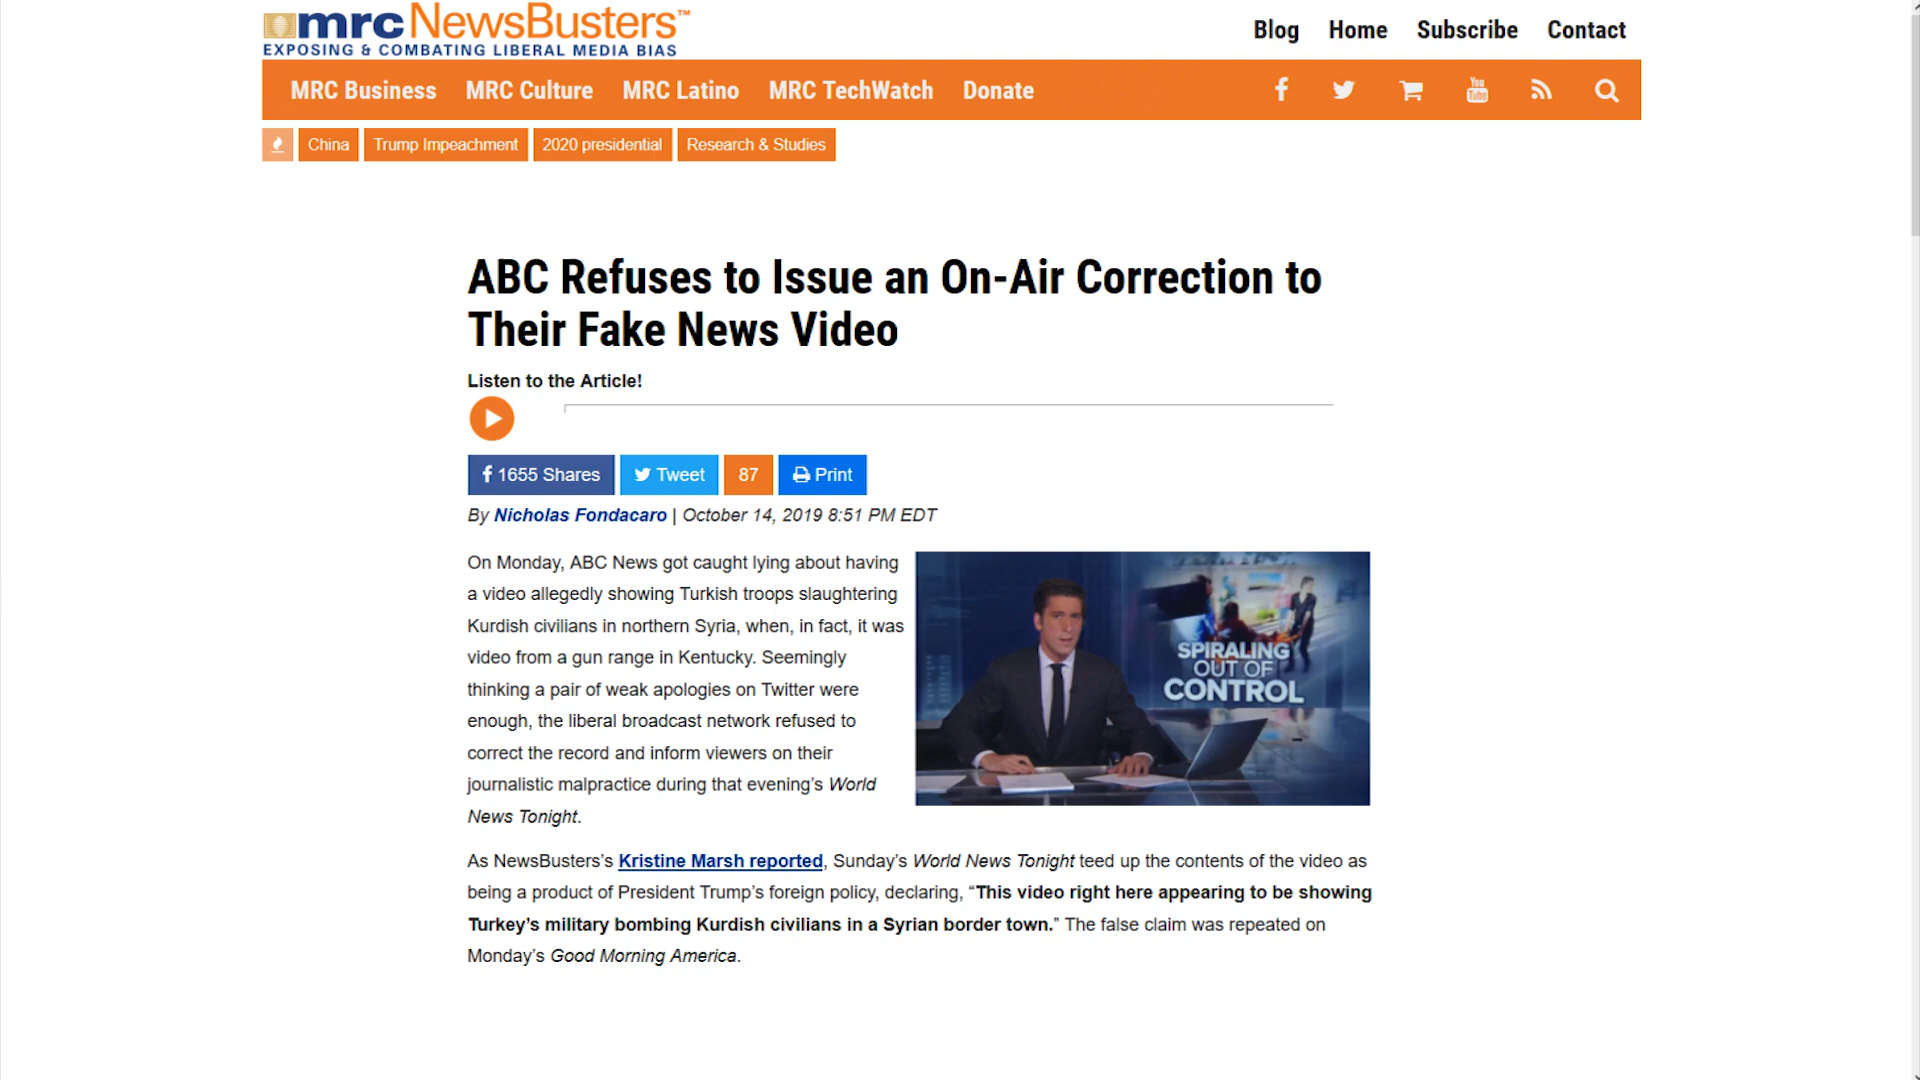 mrc NewsBusters™
EXPOSING & COMBATING LIBERAL MEDIA BIAS
Blog Home Subscribe Contact
MRC Business MRC Culture MRC Latino MRC TechWatch Donate
You
Tube
China Trump Impeachment 2020 presidential Research & Studies
ABC Refuses to Issue an On-Air Correction to
Their Fake News Video
Listen to the Article!
1655 Shares Tweet 87 Print
By Nicholas Fondacaro | October 14, 2019 8:51 PM EDT
On Monday, ABC News got caught lying about having
a video allegedly showing Turkish troops slaughtering
Kurdish civilians in northern Syria, when, in fact, it was
video from a gun range in Kentucky. Seemingly
thinking a pair of weak apologies on Twitter were
enough, the liberal broadcast network refused to
correct the record and inform viewers on their
journalistic malpractice during that evening's World
News Tonight.
SPIRALING
OUT OF
CONTROL
As NewsBusters's Kristine Marsh reported, Sunday's World News Tonight teed up the contents of the video as
being a product of President Trump's foreign policy, declaring, “This video right here appearing to be showing
Turkey's military bombing Kurdish civilians in a Syrian border town.” The false claim was repeated on
Monday's Good Morning America.